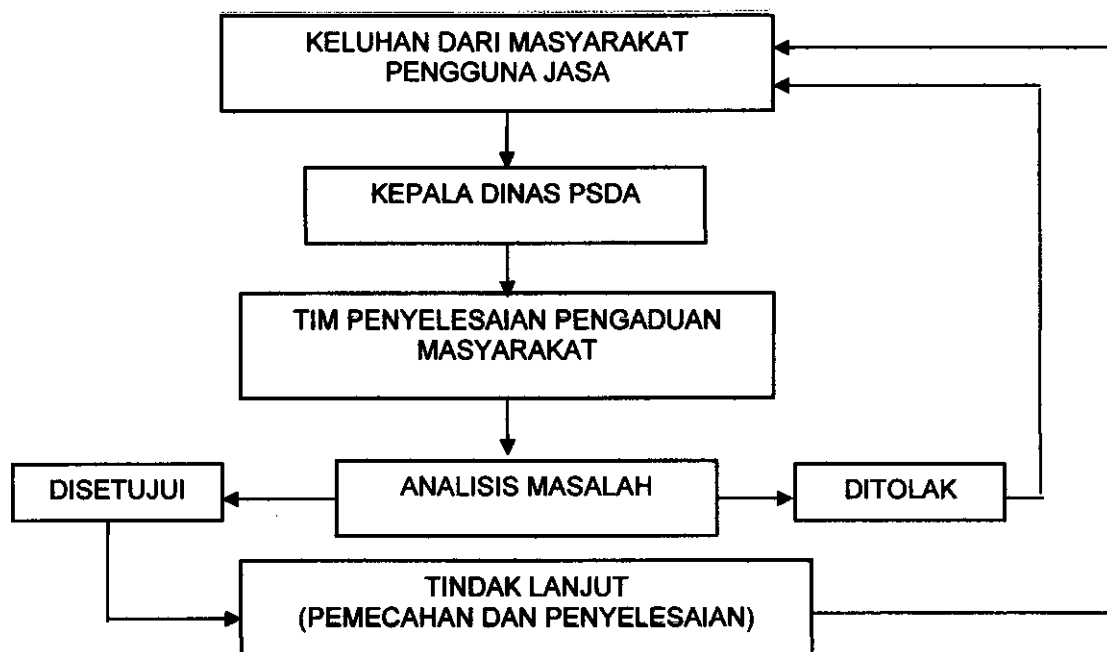 KELUHAN DARI MASYARAKAT
PENGGUNA JASA
KEPALA DINAS PSDA
TIM PENYELESAIAN PENGADUAN
MASYARAKAT
DISETUJUI
ANALISIS MASALAH
DITOLAK
TINDAK LANJUT
(PEMECAHAN DAN PENYELESAIAN)